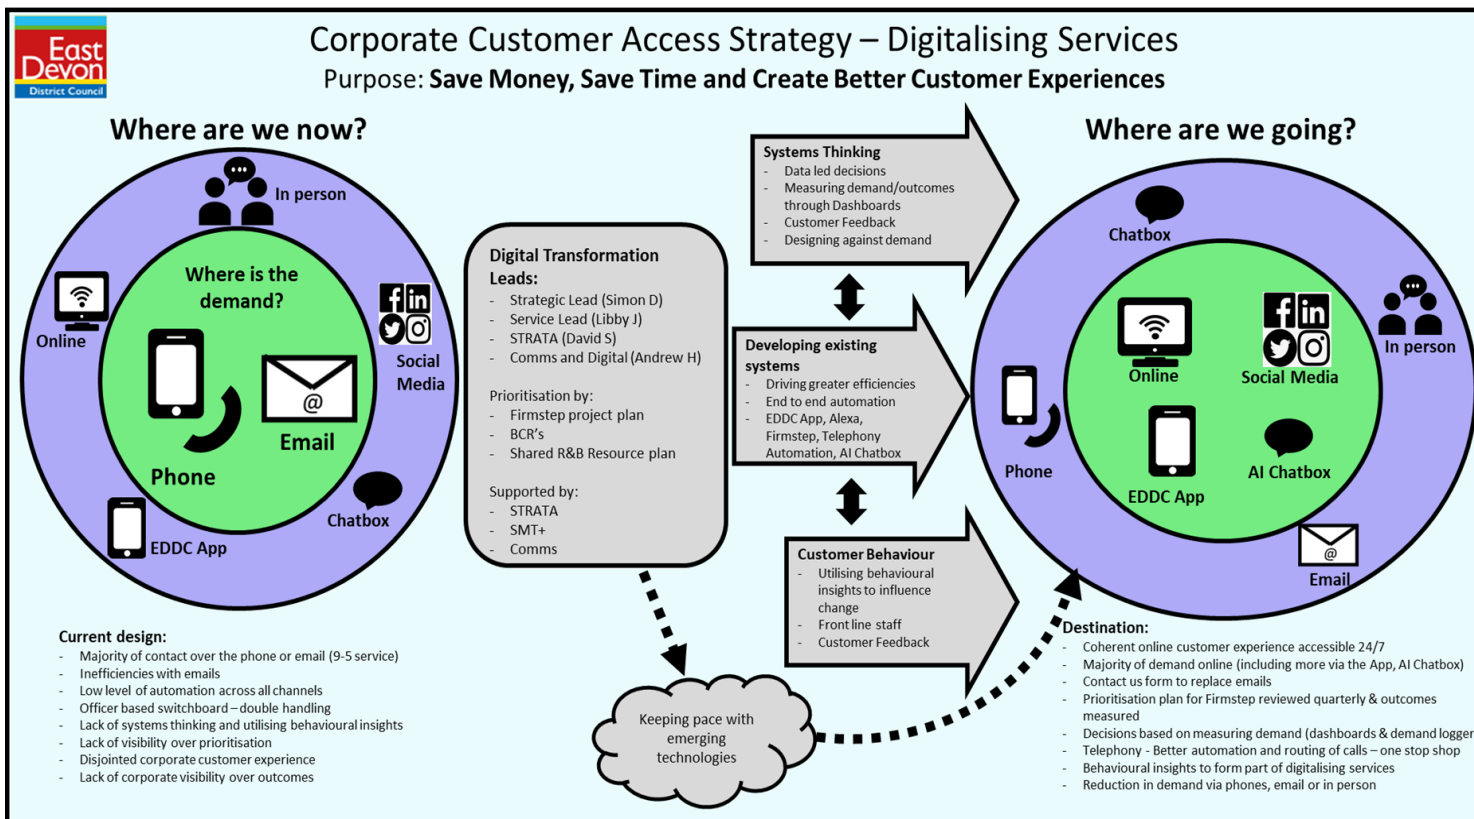 East
Devon
District Council
Corporate Customer Access Strategy – Digitalising Services
Purpose: Save Money, Save Time and Create Better Customer Experiences
Where are we now?
In person
Where is the
demand?
Online
Social
Media
@
Email
Phone
Chatbox
EDDC App
Current design:
- Majority of contact over the phone or email (9-5 service)
- Inefficiencies with emails
- Low level of automation across all channels
- Officer based switchboard – double handling
- Lack of systems thinking and utilising behavioural insights
- Lack of visibility over prioritisation
- Disjointed corporate customer experience
- Lack of corporate visibility over outcomes
Digital Transformation
Leads:
- Strategic Lead (Simon D)
- Service Lead (Libby J)
- STRATA (David S)
- Comms and Digital (Andrew H)
Prioritisation by:
- Firmstep project plan
- BCR's
- Shared R&B Resource plan
Supported by:
- STRATA
- SMT+
- Comms
Systems Thinking
- Data led decisions
- Measuring demand/outcomes
through Dashboards
- Customer Feedback
- Designing against demand
Developing existing
systems
- Driving greater efficiencies
- End to end automation
- EDDC App, Alexa,
Firmstep, Telephony
Automation, AI Chatbox
Customer Behaviour
- Utilising behavioural
insights to influence
change
- Front line staff
- Customer Feedback
Keeping pace with
emerging
technologies
Where are we going?
Chatbox
In person
Online
Social Media
Phone
EDDC App
AI Chatbox
@
Email
Destination:
- Coherent online customer experience accessible 24/7
- Majority of demand online (including more via the App, AI Chatbox)
- Contact us form to replace emails
- Prioritisation plan for Firmstep reviewed quarterly & outcomes
measured
- Decisions based on measuring demand (dashboards & demand logger
- Telephony - Better automation and routing of calls – one stop shop
- Behavioural insights to form part of digitalising services
- Reduction in demand via phones, email or in person